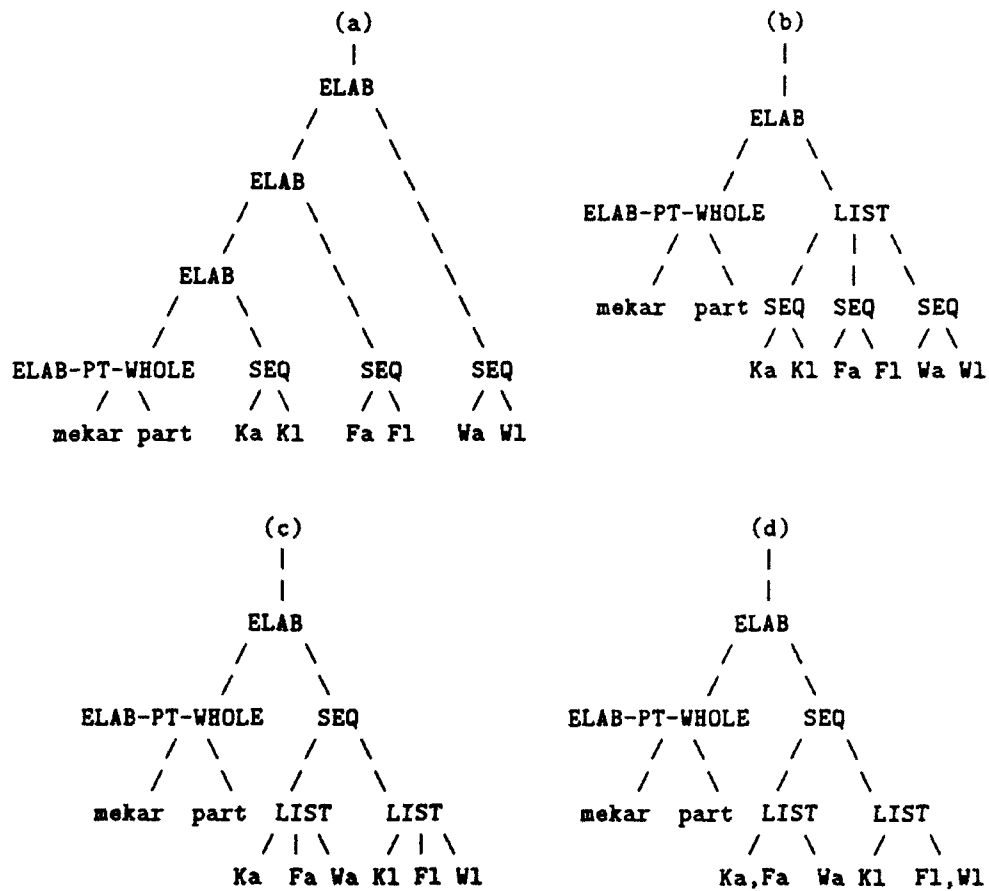 (a)
ELAB
ELAB
ELAB
ELAB-PT-WHOLE SEQ SEQ SEQ
mekar part Ka Kl Fa Fl Wa Wl
(b)
ELAB
ELAB-PT-WHOLE LIST
mekar part SEQ SEQ SEQ
Ka Kl Fa Fl Wa Wl
(c)
ELAB
ELAB-PT-WHOLE SEQ
mekar part LIST LIST
Ka Fa Wa Kl Fl Wl
(d)
ELAB
ELAB-PT-WHOLE SEQ
mekar part LIST LIST
Ka,Fa Wa Kl Fl,Wl